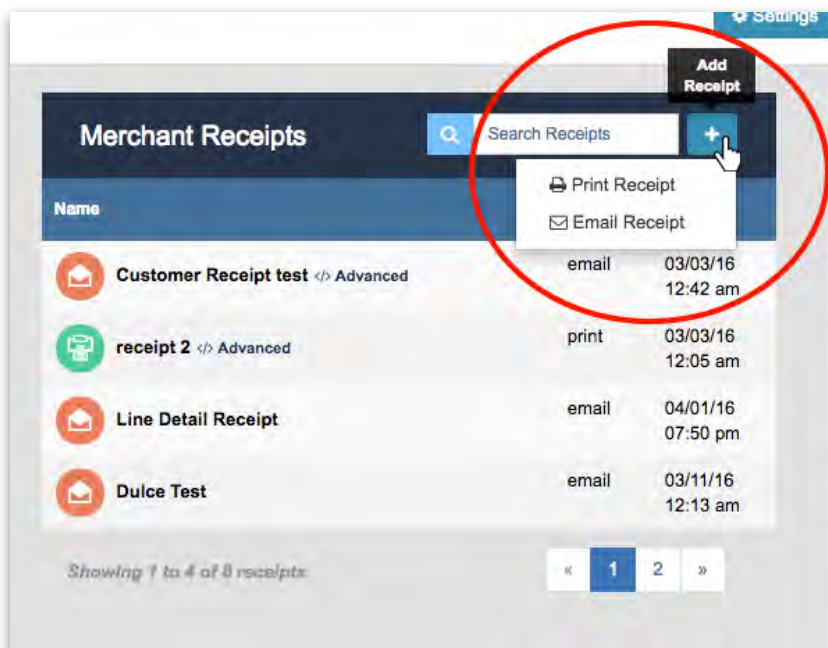 Settings
Add
Receipt
Merchant Receipts
Search Receipts
Print Receipt
Email Receipt
Name
Customer Receipt test </> Advanced
email
03/03/16
12:42 am
receipt 2 </> Advanced
print
03/03/16
12:05 am
Line Detail Receipt
email
04/01/16
07:50 pm
Dulce Test
email
03/11/16
12:13 am
Showing 1 to 4 of 8 receipts
« 1 2 »